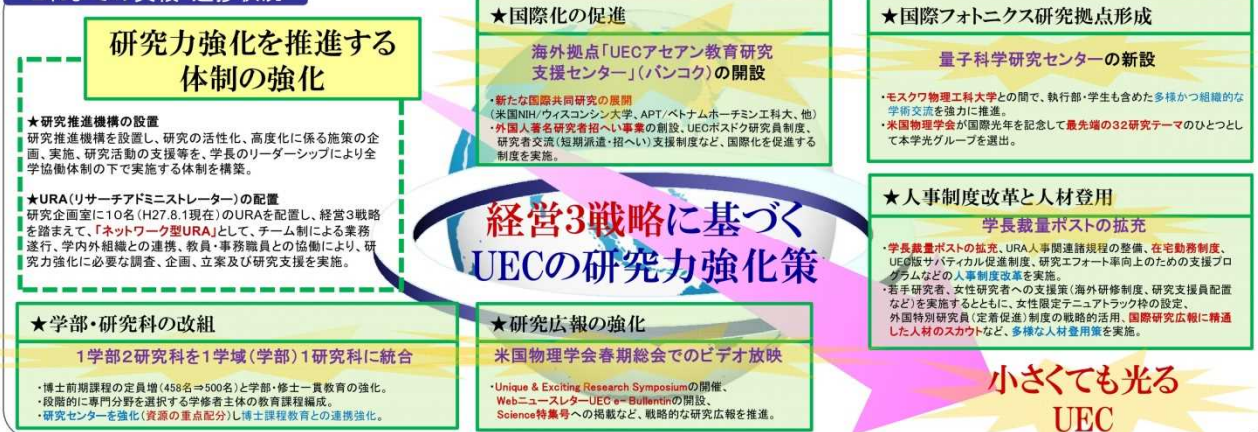 研究力強化を推進する
体制の強化
★研究推進機構の設置
研究推進機構を設置し、研究の活性化、高度化に係る施策の企
画、実施、研究活動の支援等を、学長のリーダーシップにより全
学協働体制の下で実施する体制を構築。
★URA(リサーチアドミニストレーター)の配置
研究企画室に10名(H27.8.1現在)のURAを配置し、経営3戦略
を踏まえて、「ネットワーク型URA」として、チーム制による業務
遂行、学内外組織との連携、教員・事務職員との協働により、研
究力強化に必要な調査、企画、立案及び研究支援を実施。
★国際化の促進
海外拠点「UECアセアン教育研究
支援センター」(バンコク)の開設
・新たな国際共同研究の展開
(米国NIH/ウィスコンシン大学、APT/ベトナムホーチミン工科大、他)
・外国人著名研究者招へい事業の創設、UECポスドク研究員制度、
研究者交流(短期派遣・招へい)支援制度など、国際化を促進する
制度を実施。
★国際フォトニクス研究拠点形成
量子科学研究センターの新設
・モスクワ物理工科大学との間で、執行部・学生も含めた多様かつ組織的な
学術交流を強力に推進。
・米国物理学会が国際光年を記念して最先端の32研究テーマのひとつとし
て本学光グループを選出。
経営3戦略に基づく
UECの研究力強化策
★人事制度改革と人材登用
学長裁量ポストの拡充
・学長裁量ポストの拡充、URA人事関連諸規程の整備、在宅勤務制度、
UEC版サバティカル促進制度、研究エフォート率向上のための支援プロ
グラムなどの人事制度改革を実施。
・若手研究者、女性研究者への支援策(海外研修制度、研究支援員配置
など)を実施するとともに、女性限定テニュアトラック枠の設定、
外国特別研究員(定着促進)制度の戦略的活用、国際研究広報に精通
した人材のスカウトなど、多様な人材登用策を実施。
★学部・研究科の改組
1学部2研究科を1学域(学部)1研究科に統合
・博士前期課程の定員増(458名⇒500名)と学部・修士一貫教育の強化。
・段階的に専門分野を選択する学修者主体の教育課程編成。
・研究センターを強化(資源の重点配分)し博士課程教育との連携強化。
★研究広報の強化
米国物理学会春期総会でのビデオ放映
・Unique & Exciting Research Symposiumの開催、
WebニュースレターUEC e- Bullentinの開設、
Science特集号への掲載など、戦略的な研究広報を推進。
小さくても光る
UEC